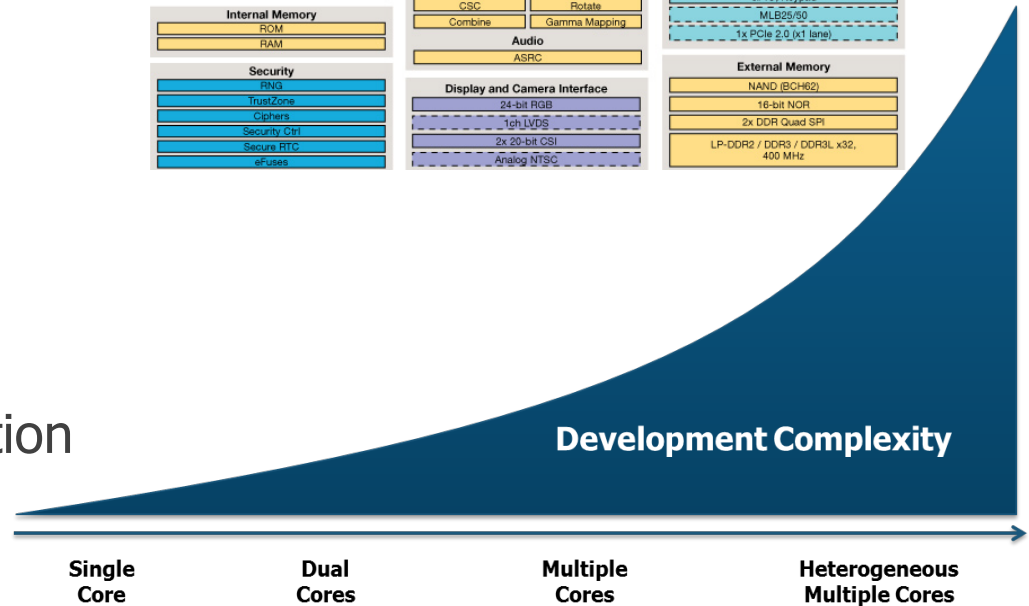 Internal Memory
ROM
RAM
Security
RNG
TrustZone
Ciphers
Security Ctrl
Secure RTC
eFuses
CSC
Rotate
Combine
Gamma Mapping
Audio
ASRC
Display and Camera Interface
24-bit RGB
1ch LVDS
2x 20-bit CSI
Analog NTSC
MLB25/50
1x PCIe 2.0 (x1 lane)
External Memory
NAND (BCH62)
16-bit NOR
2x DDR Quad SPI
LP-DDR2 / DDR3 / DDR3L x32,
400 MHz
tion
Development Complexity
Single
Core
Dual
Cores
Multiple
Cores
Heterogeneous
Multiple Cores